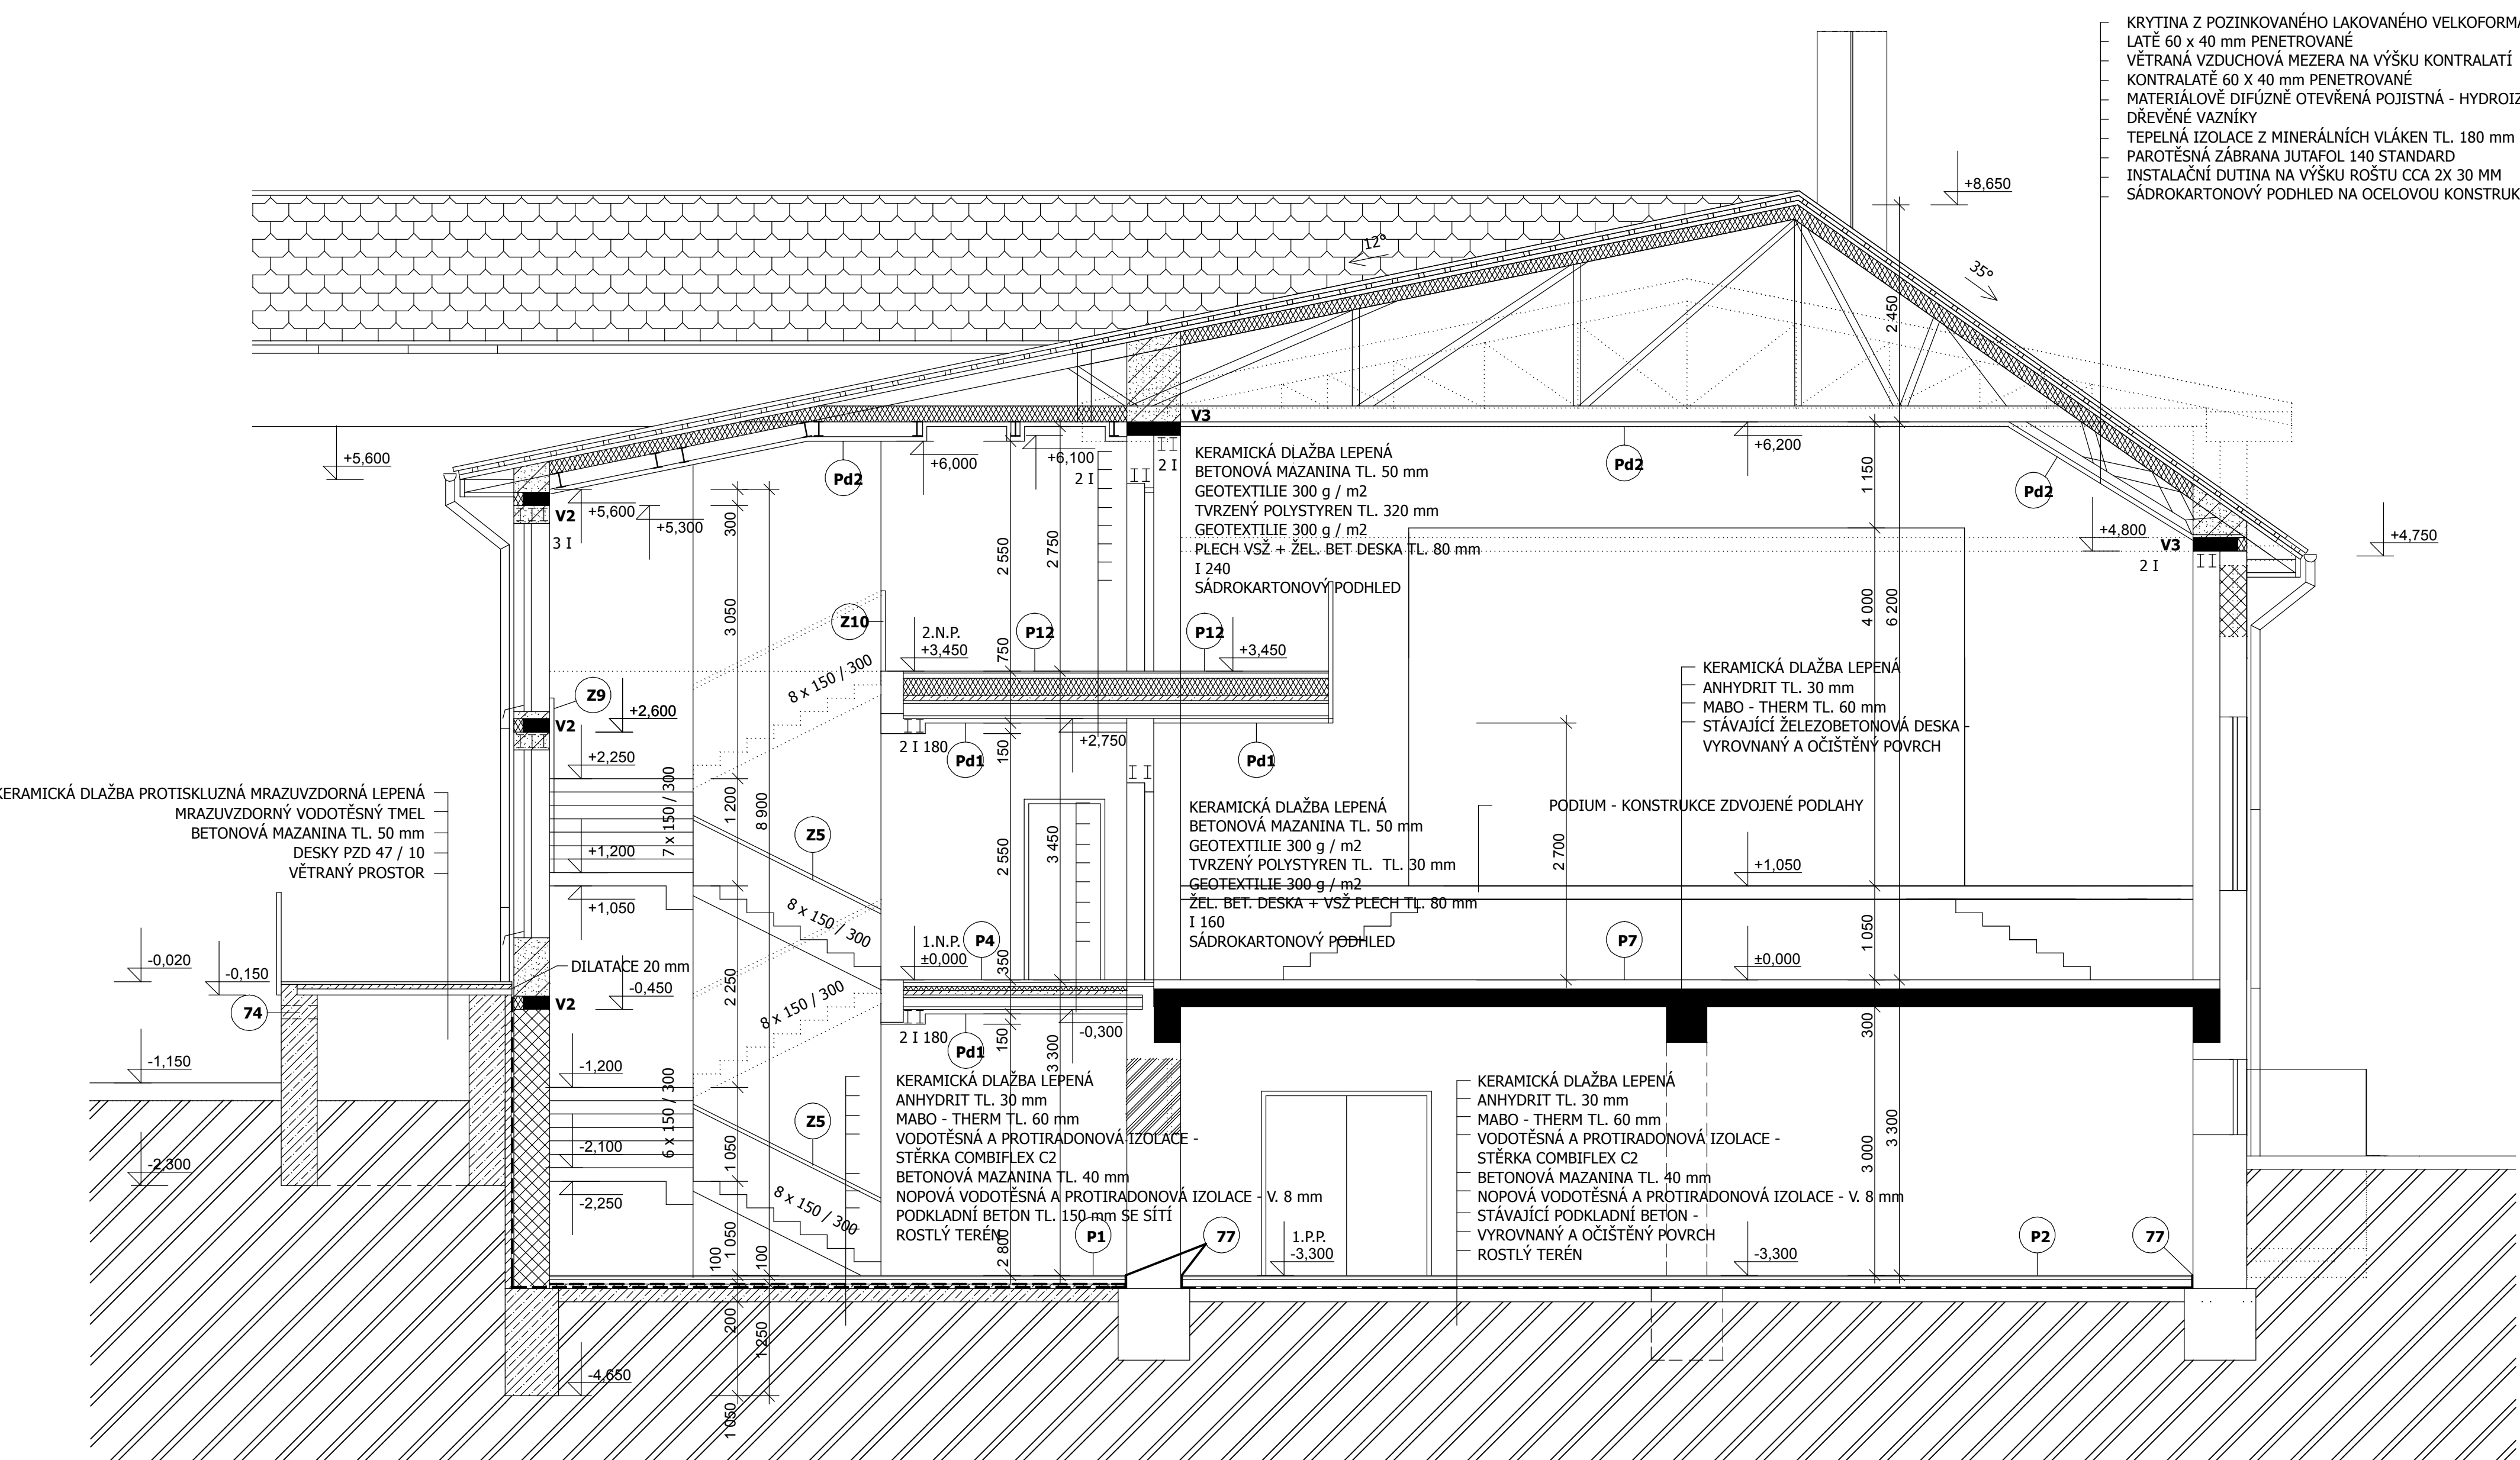 KRYTINA Z POZINKOVANÉHO LAKOVANÉHO
LATĚ 60 x 40 mm PENETROVANÉ
VĚTRANÁ VZDUCHOVÁ MEZERA NA VÝŠKU KONTRALATÍ
KONTRALATĚ 60 X 40 mm PENETROVANÉ
MATERIÁLOVĚ DIFÚZNĚ OTEVŘENÁ POJISTNÁ -
DŘEVĚNÉ VAZNÍKY
TEPELNÁ IZOLACE Z MINERÁLNÍCH VLÁKEN TL. 180 mm
PAROTĚSNÁ ZÁBRANA JUTAFOL 140 STANDARD
INSTALAČNÍ DUTINA NA VÝŠKU ROŠTU CCA 2X 30 MM
SÁDROKARTONOVÝ PODHLED NA OCELOVOU
+8,650
12°
35°
2 450
V3
+5,600
+6,000
+6,100
2 I
2 I
Pd2
Pd2
Pd2
+6,200
1 150
+4,800
V3
2 I
+4,750
KERAMICKÁ DLAŽBA LEPENÁ
BETONOVÁ MAZANINA TL. 50 mm
GEOTEXTILIE 300 g / m2
TVRZENÝ POLYSTYREN TL. 320 mm
GEOTEXTILIE 300 g / m2
PLECH VSŽ + ŽEL. BET DESKA TL. 80 mm
I 240
SÁDROKARTONOVÝ PODHLED
V2
3 I
+5,600
+5,300
300
3 050
2 550
2 750
4 000
6 200
Z10
2.N.P.
+3,450
P12
P12
+3,450
750
8 x 150 / 300
Z9
V2
+2,600
+2,250
2 I 180
Pd1
150
+2,750
Pd1
KERAMICKÁ DLAŽBA LEPENÁ
ANHYDRIT TL. 30 mm
MABO - THERM TL. 60 mm
STÁVAJÍCÍ ŽELEZOBETONOVÁ DESKA -
VYROVNANÝ A OČIŠTĚNÝ POVRCH
KERAMICKÁ DLAŽBA PROTISKLUZNÁ MRAZUVZDORNÁ LEPENÁ
MRAZUVZDORNÝ VODOTĚSNÝ TMEL
BETONOVÁ MAZANINA TL. 50 mm
DESKY PZD 47 / 10
VĚTRANÝ PROSTOR
7 x 150 / 300
1 200
8 900
Z5
2 550
3 450
+1,200
+1,050
8 x 150 / 300
KERAMICKÁ DLAŽBA LEPENÁ
BETONOVÁ MAZANINA TL. 50 mm
GEOTEXTILIE 300 g / m2
TVRZENÝ POLYSTYREN TL. TL. 30 mm
GEOTEXTILIE 300 g / m2
ŽEL. BET. DESKA + VSŽ PLECH TL. 80 mm
I 160
SÁDROKARTONOVÝ PODHLED
PODIUM - KONSTRUKCE ZDVOJENÉ PODLAHY
2 700
+1,050
1 050
P7
±0,000
1.N.P.
±0,000
P4
350
-0,020
-0,150
DILATACE 20 mm
-0,450
V2
74
2 250
8 x 150 / 300
2 I 180
Pd1
150
-0,300
300
-1,150
-2,300
-1,200
6 x 150 / 300
-2,100
-2,250
1 050
Z5
8 x 150 / 300
3 300
KERAMICKÁ DLAŽBA LEPENÁ
ANHYDRIT TL. 30 mm
MABO - THERM TL. 60 mm
VODOTĚSNÁ A PROTIRADONOVÁ IZOLACE -
STĚRKA COMBIFLEX C2
BETONOVÁ MAZANINA TL. 40 mm
NOPOVÁ VODOTĚSNÁ A PROTIRADONOVÁ IZOLACE - V. 8 mm
PODKLADNÍ BETON TL. 150 mm SE SÍTÍ
ROSTLÝ TERÉN
2 800
P1
77
1.P.P.
-3,300
KERAMICKÁ DLAŽBA LEPENÁ
ANHYDRIT TL. 30 mm
MABO - THERM TL. 60 mm
VODOTĚSNÁ A PROTIRADONOVÁ IZOLACE -
STĚRKA COMBIFLEX C2
BETONOVÁ MAZANINA TL. 40 mm
NOPOVÁ VODOTĚSNÁ A PROTIRADONOVÁ IZOLACE - V. 8 mm
STÁVAJÍCÍ PODKLADNÍ BETON -
VYROVNANÝ A OČIŠTĚNÝ POVRCH
ROSTLÝ TERÉN
-3,300
3 000
3 300
P2
77
100
1 050
100
200
1 250
-4,650
1 050